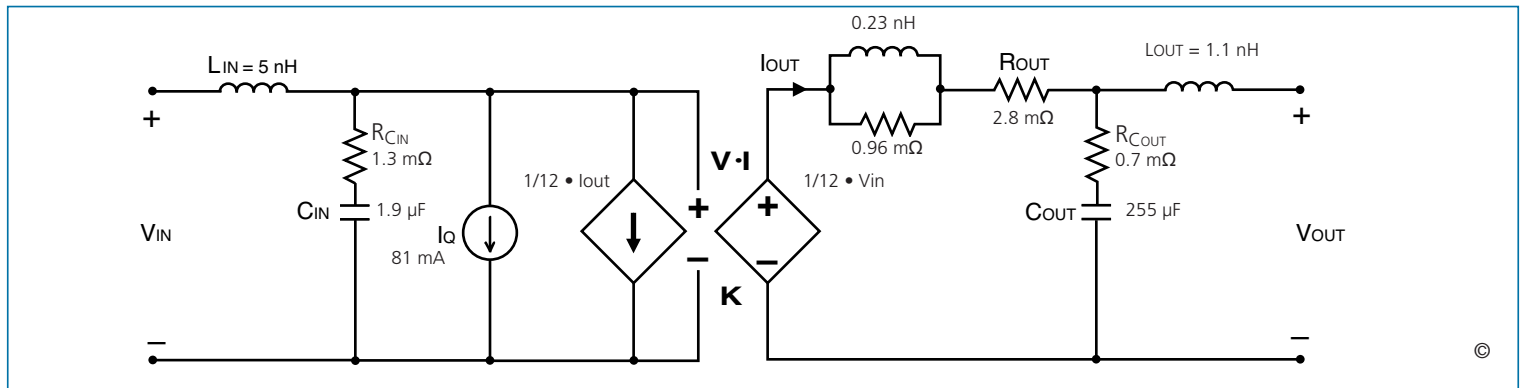 LIN = 5 nH
RCIN
1.3 mΩ
CIN
1.9 µF
VIN
IQ
81 mA
1/12 • Iout
+
–
+
–
V•I
K
1/12 • Vin
+
–
IOUT
0.23 nH
0.96 mΩ
ROUT
2.8 mΩ
LOUT = 1.1 nH
RCOUT
0.7 mΩ
COUT
255 µF
VOUT
+
–
©